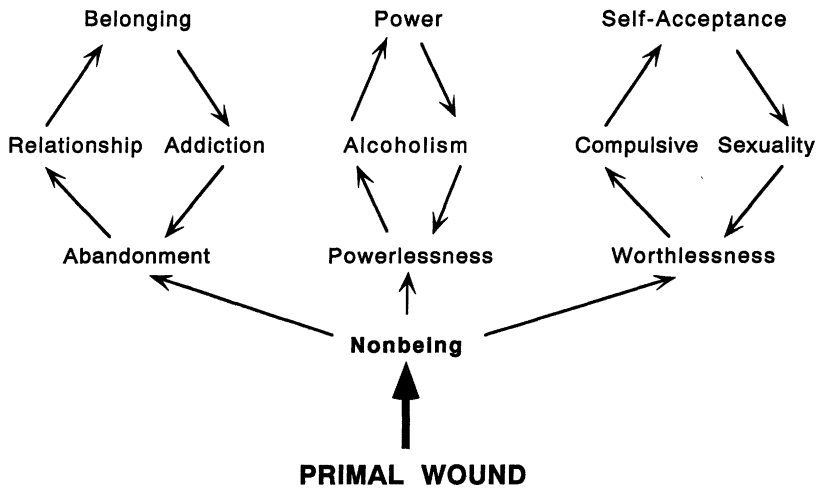 Belonging Power Self-Acceptance
Relationship Addiction Alcoholism Compulsive Sexuality
Abandonment Powerlessness Worthlessness
Nonbeing
PRIMAL WOUND